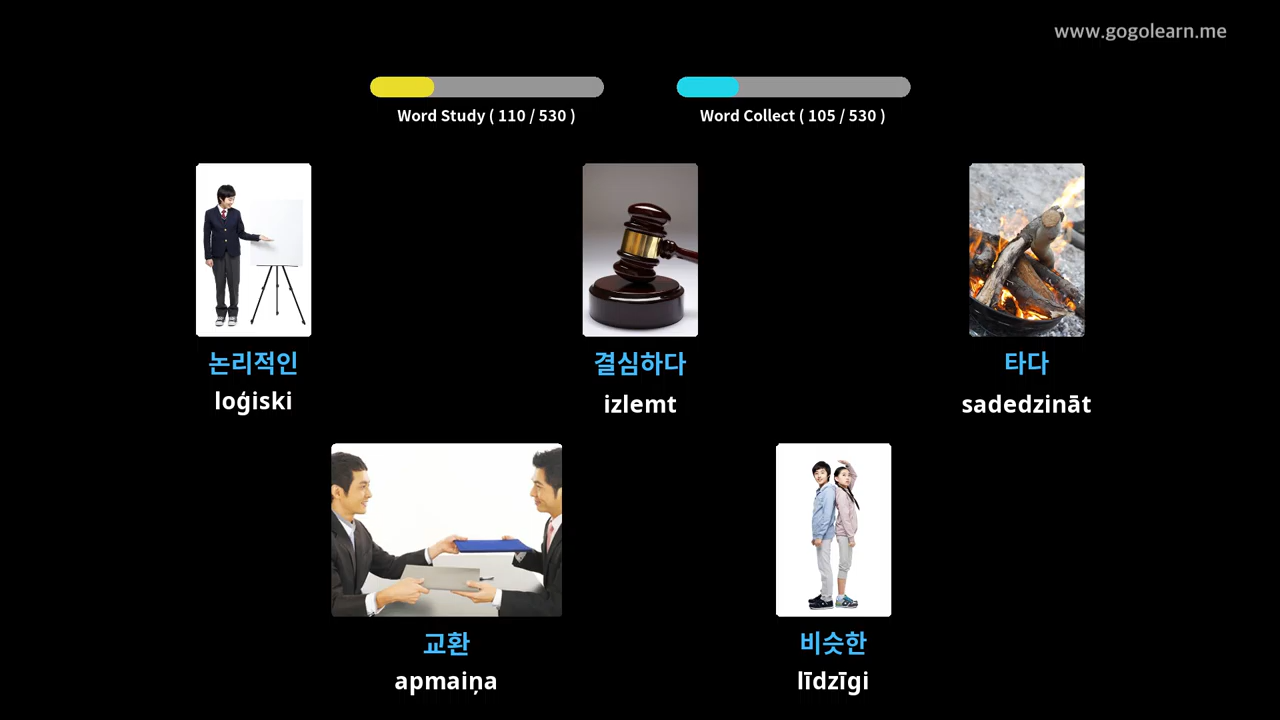 www.gogolearn.me
Word Study ( 110 / 530 )
Word Collect ( 105 / 530 )
논리적인
loģiski
결심하다
izlemt
타다
sadedzināt
교환
apmaiņa
비슷한
līdzīgi